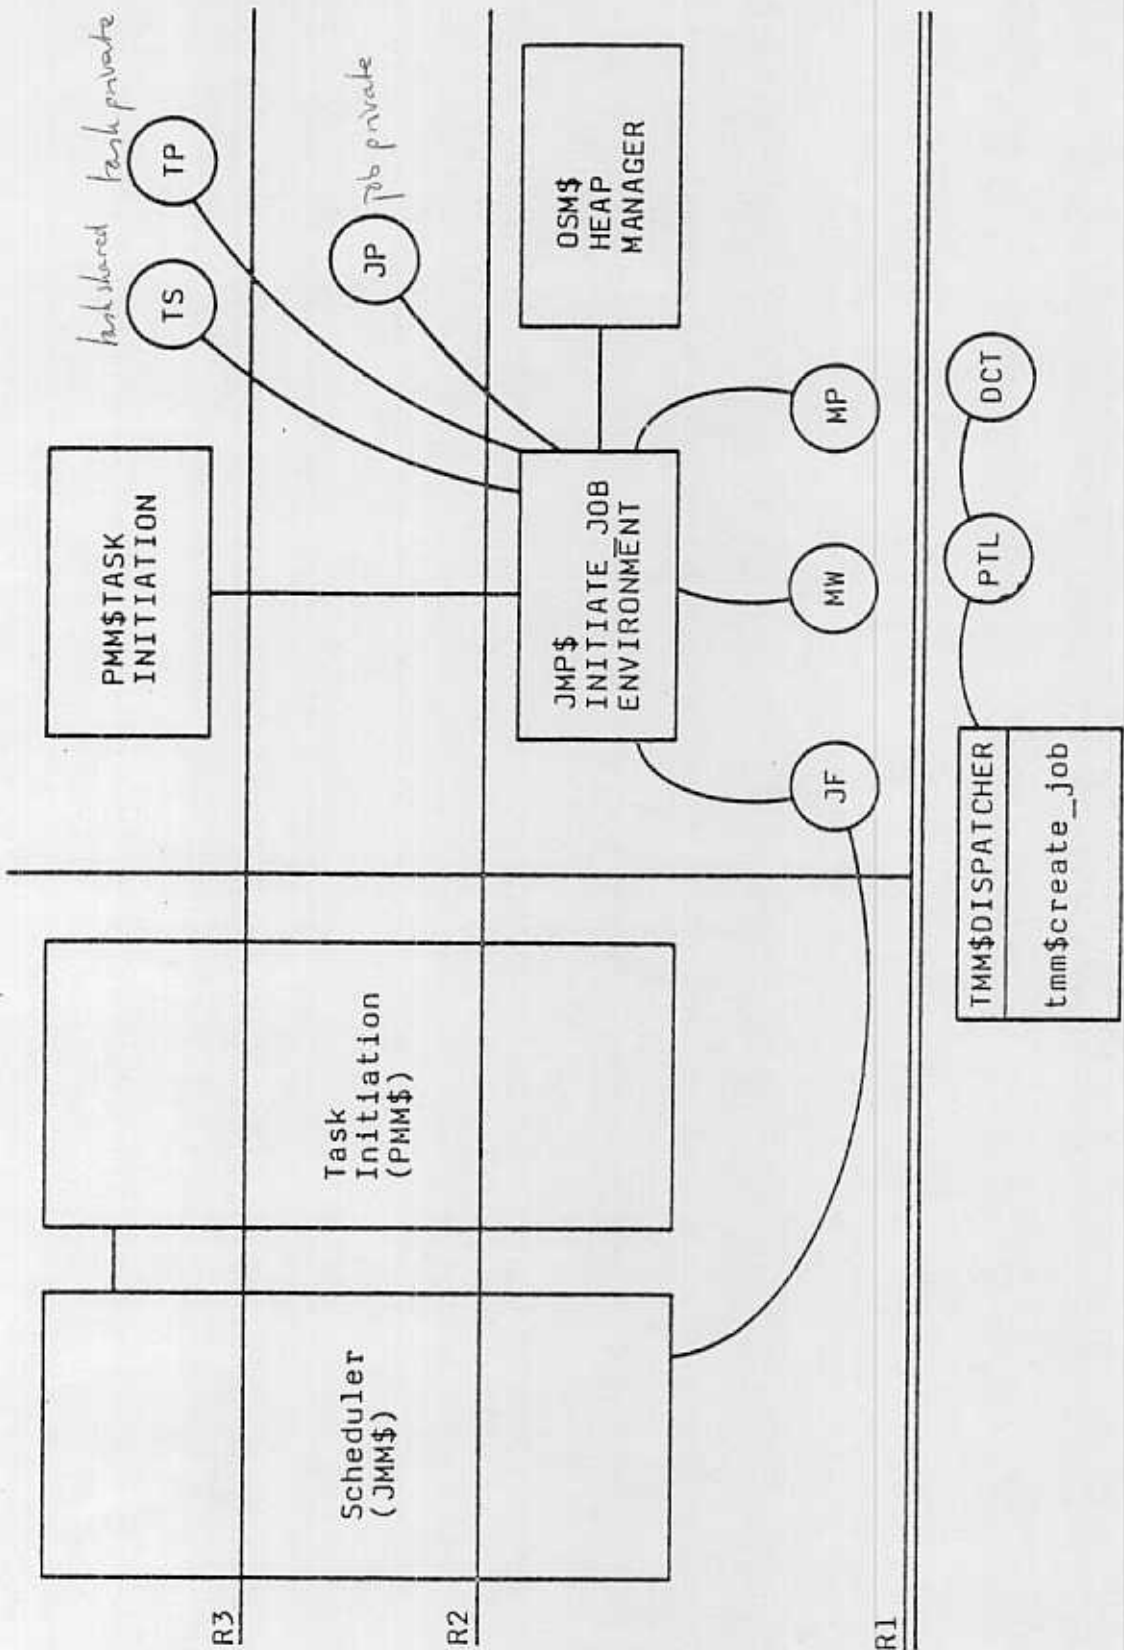 PMM$TASK
INITIATION
task shared
task private
TS
TP
R3
Scheduler
(JMM$)
Task
Initiation
(PMM$)
JP
job private
R2
JMP$
INITIATE_JOB
ENVIRONMENT
OSM$
HEAP
MANAGER
JF
MW
MP
R1
TMM$DISPATCHER
tmm$create_job
PTL
DCT